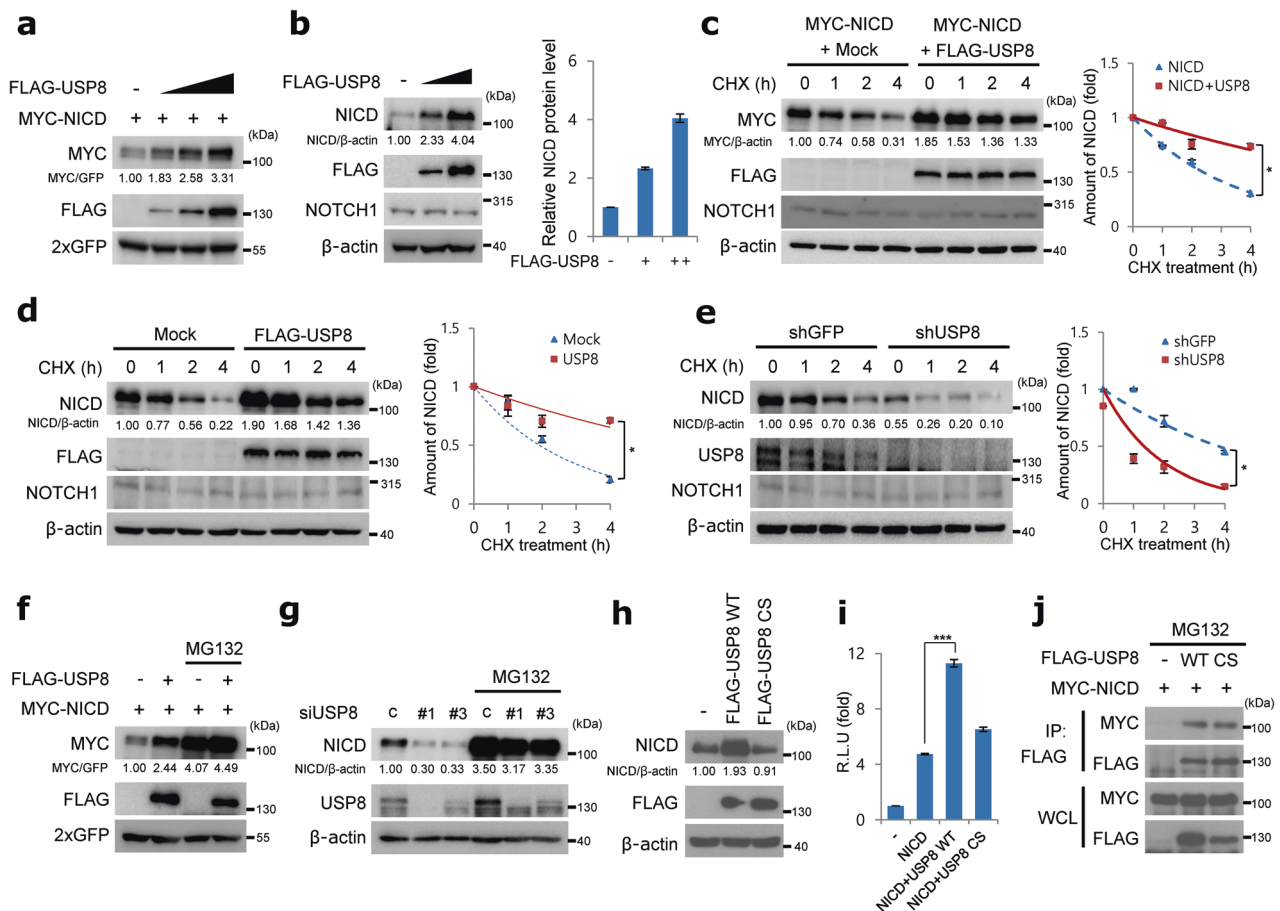 a
FLAG-USP8 -
MYC-NICD + + + + +
(kDa)
MYC 100
MYC/GFP 1.00 1.83 2.58 3.31
FLAG 130
2xGFP 55
b
FLAG-USP8 -
(kDa)
NICD 100
NICD/β-actin 1.00 2.33 4.04
FLAG 130
NOTCH1 315
β-actin 40
Relative NICD protein level
6
4
2
0
FLAG-USP8 - + ++
c
MYC-NICD + Mock
MYC-NICD + FLAG-USP8
CHX (h) 0 1 2 4 0 1 2 4
(kDa)
MYC 100
MYC/β-actin 1.00 0.74 0.58 0.31 1.85 1.53 1.36 1.33
FLAG 130
NOTCH1 315
β-actin 40
Amount of NICD (fold)
1.5
1
0.5
0
NICD
NICD+USP8
*
0 1 2 4
CHX treatment (h)
d
Mock FLAG-USP8
CHX (h) 0 1 2 4 0 1 2 4
(kDa)
NICD 100
NICD/β-actin 1.00 0.77 0.56 0.22 1.90 1.68 1.42 1.36
FLAG 130
NOTCH1 315
β-actin 40
Amount of NICD (fold)
1.5
1
0.5
0
Mock
USP8
*
0 1 2 4
CHX treatment (h)
e
shGFP shUSP8
CHX (h) 0 1 2 4 0 1 2 4
(kDa)
NICD 100
NICD/β-actin 1.00 0.95 0.70 0.36 0.55 0.26 0.20 0.10
USP8 130
NOTCH1 315
β-actin 40
Amount of NICD (fold)
1.5
1
0.5
0
shGFP
shUSP8
*
0 1 2 4
CHX treatment (h)
f
MG132
FLAG-USP8 - + - +
MYC-NICD + + + +
(kDa)
MYC 100
MYC/GFP 1.00 2.44 4.07 4.49
FLAG 130
2xGFP 55
g
MG132
siUSP8 C #1 #3 C #1 #3
(kDa)
NICD 100
NICD/β-actin 1.00 0.30 0.33 3.50 3.17 3.35
USP8 130
β-actin 40
h
- FLAG-USP8 WT FLAG-USP8 CS
(kDa)
NICD 100
NICD/β-actin 1.00 1.93 0.91
FLAG 130
β-actin 40
i
R.L.U (fold)
12
8
4
0
***
- NICD NICD+USP8 WT NICD+USP8 CS
j
MG132
FLAG-USP8 - WT CS
MYC-NICD + + +
(kDa)
IP: FLAG
MYC 100
FLAG 130
WCL
MYC 100
FLAG 130